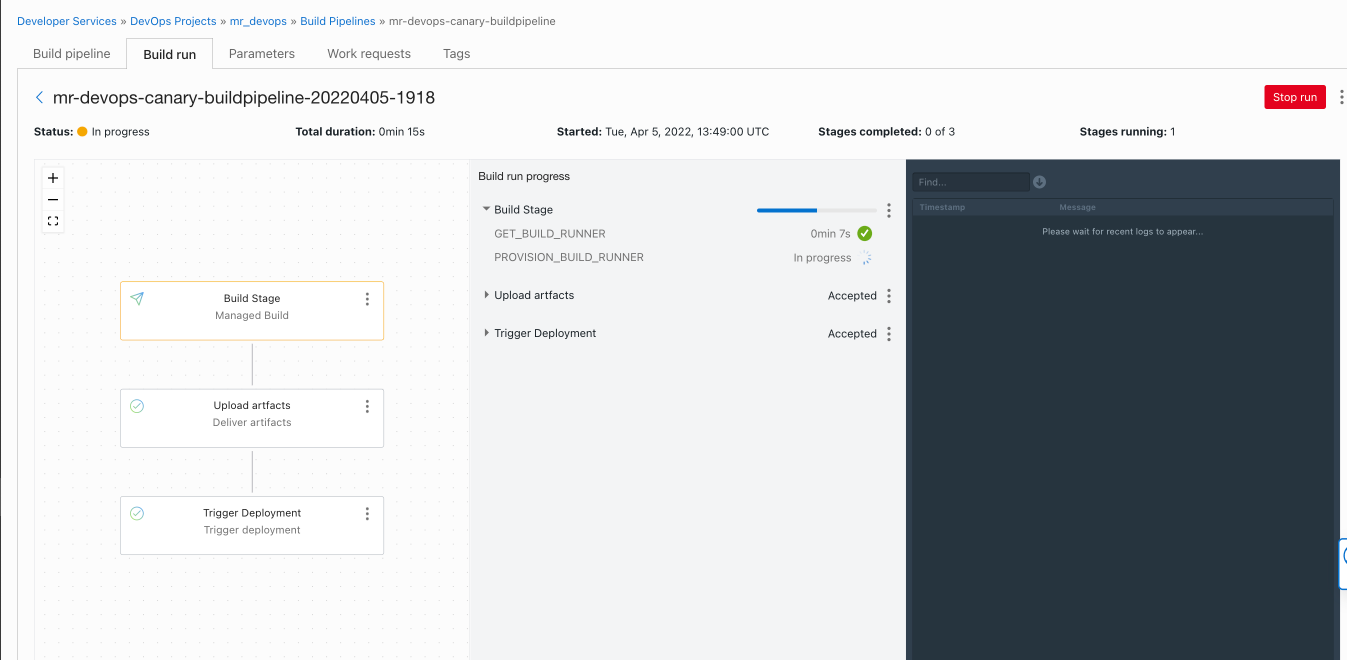 Developer Services » DevOps Projects » mr_devops » Build Pipelines » mr-devops-canary-buildpipeline
Build pipeline Build run Parameters Work requests Tags
mr-devops-canary-buildpipeline-20220405-1918
Stop run
Status: In progress Total duration: 0min 15s Started: Tue, Apr 5, 2022, 13:49:00 UTC Stages completed: 0 of 3 Stages running: 1
Build Stage
Managed Build
Upload artfacts
Deliver artifacts
Trigger Deployment
Trigger deployment
Build run progress
Build Stage
GET_BUILD_RUNNER 0min 7s
PROVISION_BUILD_RUNNER In progress
Upload artfacts Accepted
Trigger Deployment Accepted
Find...
Timestamp Message
Please wait for recent logs to appear...